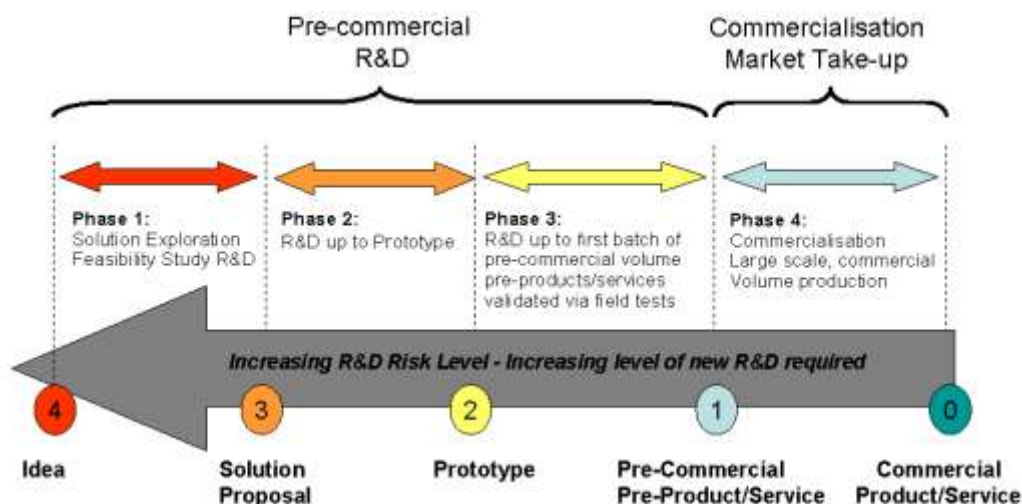 Pre-commercial
R&D
Commercialisation
Market Take-up
Phase 1:
Solution Exploration
Feasibility Study R&D
Phase 2:
R&D up to Prototype
Phase 3:
R&D up to first batch of
pre-commercial volume
pre-products/services
validated via field tests
Phase 4:
Commercialisation
Large scale, commercial
Volume production
Increasing R&D Risk Level - Increasing level of new R&D required
4
3
2
1
0
Idea
Solution
Proposal
Prototype
Pre-Commercial
Pre-Product/Service
Commercial
Product/Service